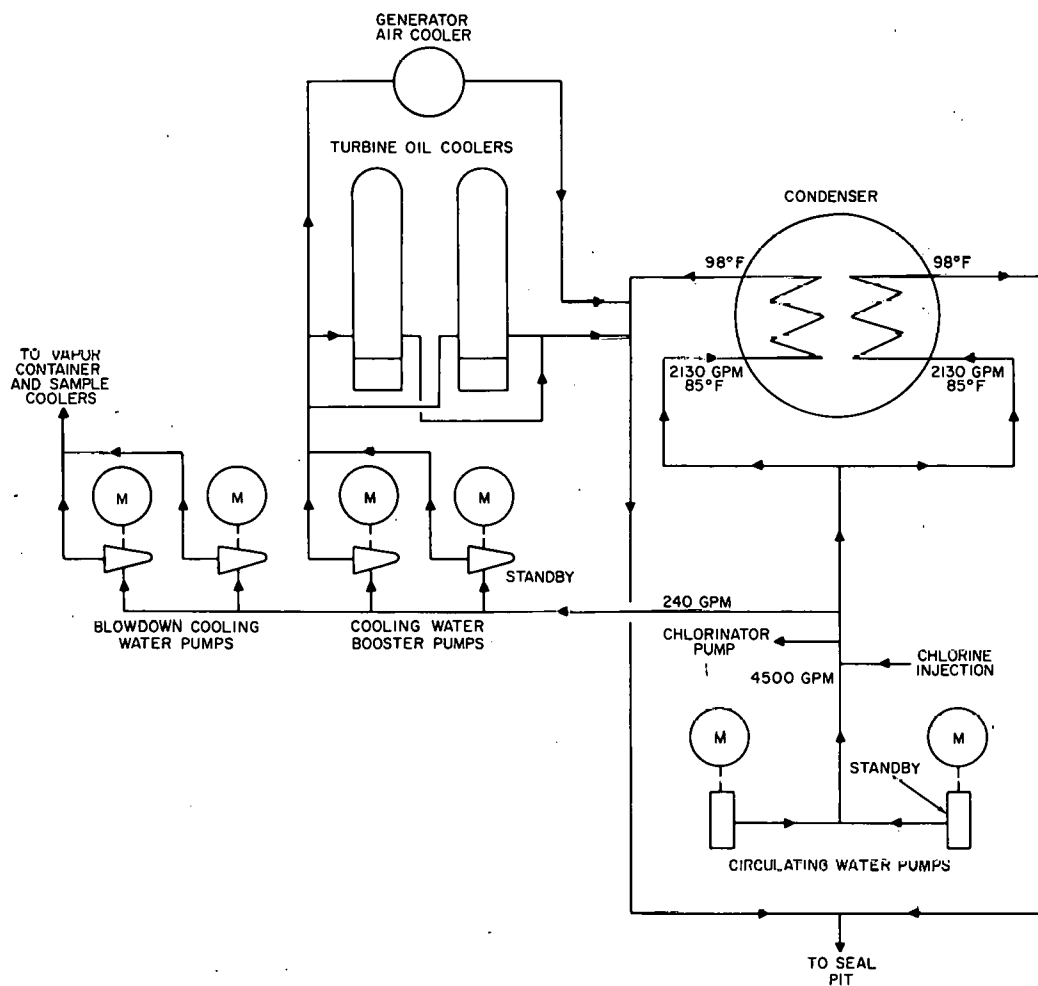 GENERATOR
AIR COOLER
TURBINE OIL COOLERS
CONDENSER
98°F
98°F
2130 GPM
85°F
2130 GPM
85°F
TO VAPOR
CONTAINER
AND SAMPLE
COOLERS
M
M
M
M
STANDBY
BLOWDOWN COOLING
WATER PUMPS
COOLING WATER
BOOSTER PUMPS
240 GPM
CHLORINATOR
PUMP
4500 GPM
CHLORINE
INJECTION
M
M
STANDBY
CIRCULATING WATER PUMPS
TO SEAL
PIT